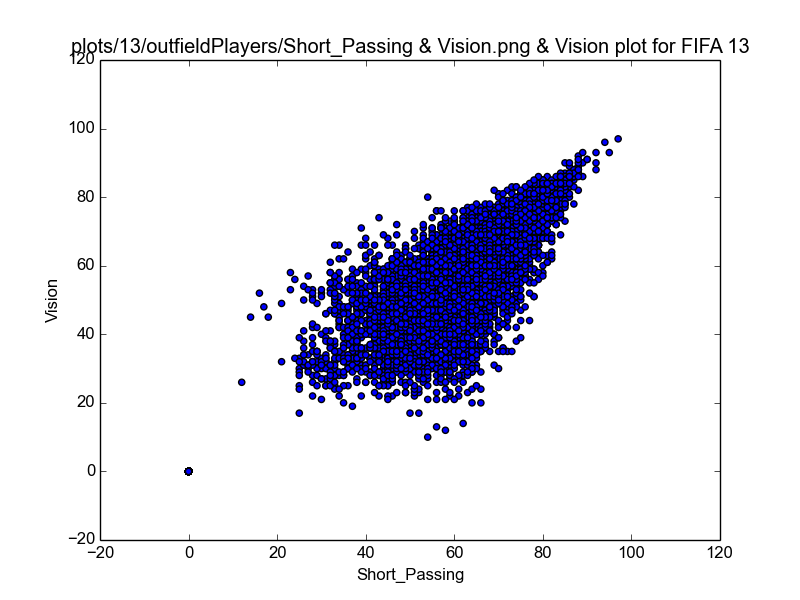 plots/13/outfieldPlayers/Short_Passing & Vision.png & Vision plot for FIFA 13
120
100
80
60
40
20
0
−20
Vision
−20 0 20 40 60 80 100 120
Short_Passing